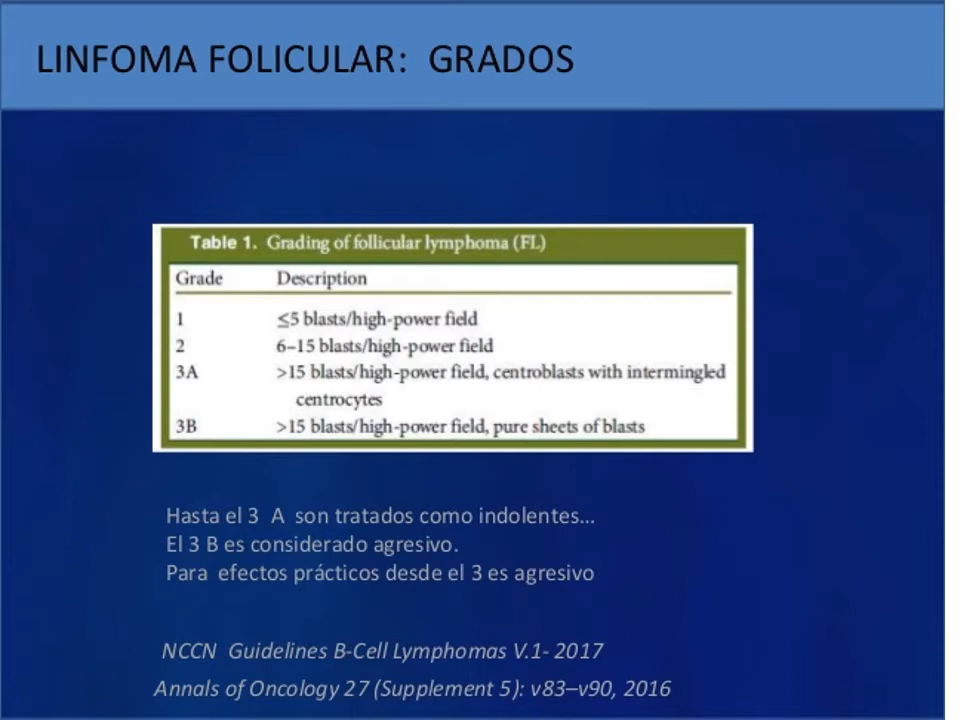 LINFOMA FOLICULAR: GRADOS
Table 1. Grading of follicular lymphoma (FL)
Grade Description
1 ≤5 blasts/high-power field
2 6–15 blasts/high-power field
3A >15 blasts/high-power field, centroblasts with intermingled
centrocytes
3B >15 blasts/high-power field, pure sheets of blasts
Hasta el 3 A son tratados como indolentes...
El 3 B es considerado agresivo.
Para efectos prácticos desde el 3 es agresivo
NCCN Guidelines B-Cell Lymphomas V.1- 2017
Annals of Oncology 27 (Supplement 5): v83–v90, 2016